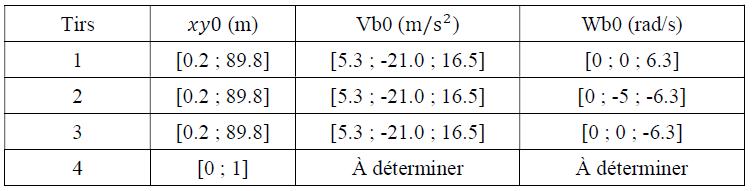 Tirs xy0 (m) Vb0 (m/s²) Wb0 (rad/s)
1 [0.2 ; 89.8] [5.3 ; -21.0 ; 16.5] [0 ; 0 ; 6.3]
2 [0.2 ; 89.8] [5.3 ; -21.0 ; 16.5] [0 ; -5 ; -6.3]
3 [0.2 ; 89.8] [5.3 ; -21.0 ; 16.5] [0 ; 0 ; -6.3]
4 [0 ; 1] À déterminer À déterminer